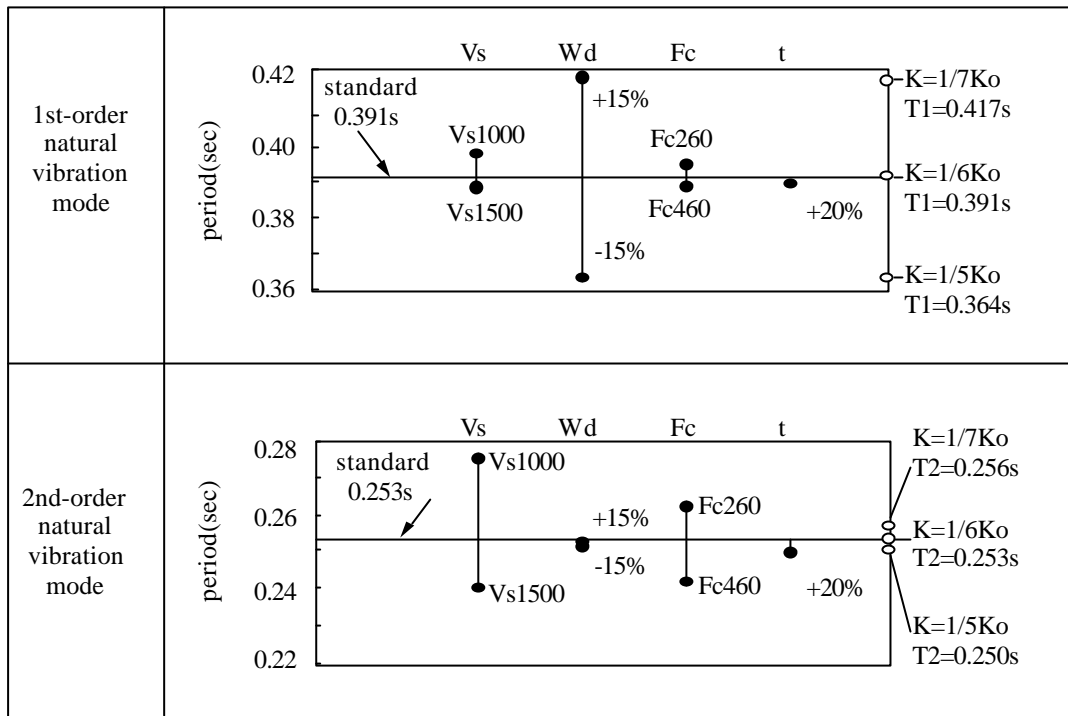 1st-order
natural
vibration
mode
Vs Wd Fc t
period(sec)
0.42
0.40
0.38
0.36
standard
0.391s
Vs1000
Vs1500
+15%
-15%
Fc260
Fc460
+20%
K=1/7Ko
T1=0.417s
K=1/6Ko
T1=0.391s
K=1/5Ko
T1=0.364s
2nd-order
natural
vibration
mode
Vs Wd Fc t
period(sec)
0.28
0.26
0.24
0.22
standard
0.253s
Vs1000
Vs1500
+15%
-15%
Fc260
Fc460
+20%
K=1/7Ko
T2=0.256s
K=1/6Ko
T2=0.253s
K=1/5Ko
T2=0.250s